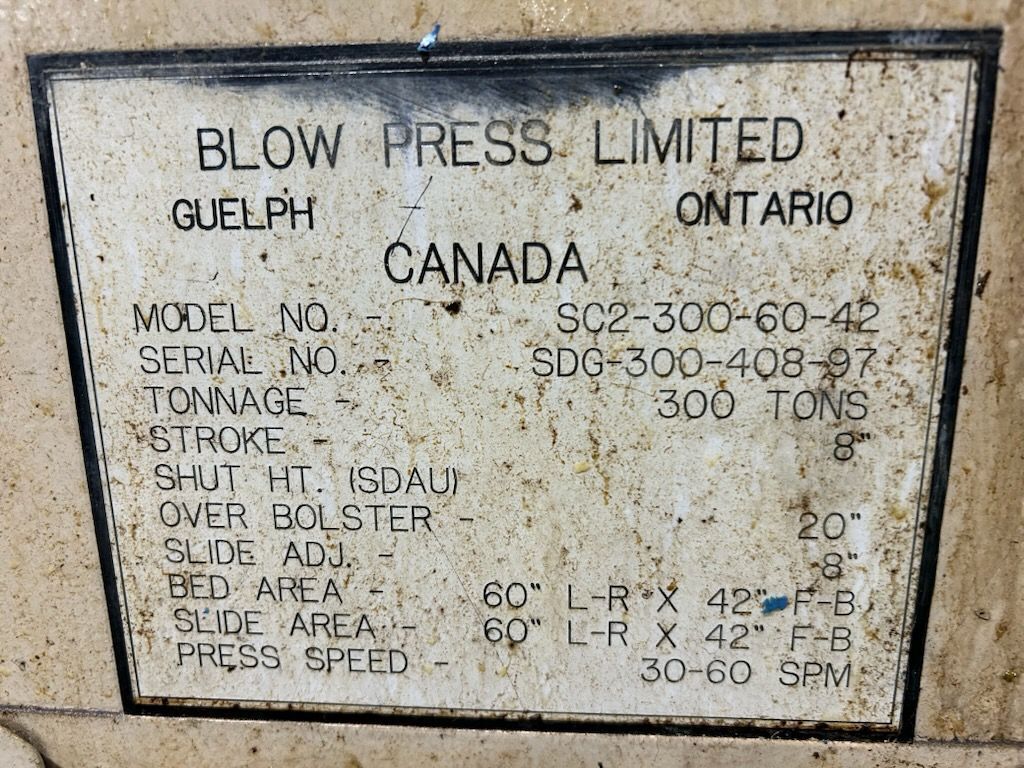 BLOW PRESS LIMITED
GUELPH - ONTARIO
CANADA
MODEL NO. - SC2-300-60-42
SERIAL NO. - SDG-300-408-97
TONNAGE - 300 TONS
STROKE - 8"
SHUT HT. (SDAU)
OVER BOLSTER - 20"
SLIDE ADJ. - 8"
BED AREA - 60" L-R X 42" F-B
SLIDE AREA - 60" L-R X 42" F-B
PRESS SPEED - 30-60 SPM